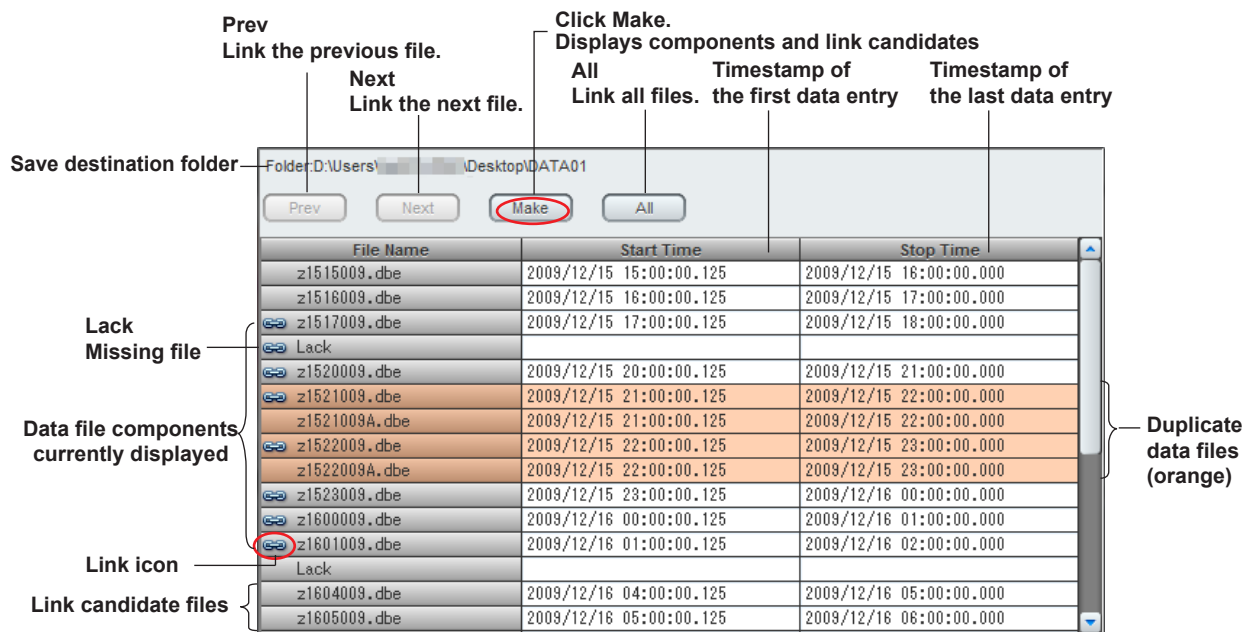 Prev
Link the previous file.
Click Make.
Displays components and link candidates
Next
Link the next file.
All
Link all files.
Timestamp of
the first data entry
Timestamp of
the last data entry
Save destination folder
Folder:D:\Users\ \Desktop\DATA01
Prev Next Make All
File Name Start Time Stop Time
z1515009.dbe 2009/12/15 15:00:00.125 2009/12/15 16:00:00.000
z1516009.dbe 2009/12/15 16:00:00.125 2009/12/15 17:00:00.000
z1517009.dbe 2009/12/15 17:00:00.125 2009/12/15 18:00:00.000
Lack
z1520009.dbe 2009/12/15 20:00:00.125 2009/12/15 21:00:00.000
z1521009.dbe 2009/12/15 21:00:00.125 2009/12/15 22:00:00.000
z1521009A.dbe 2009/12/15 21:00:00.125 2009/12/15 22:00:00.000
z1522009.dbe 2009/12/15 22:00:00.125 2009/12/15 23:00:00.000
z1522009A.dbe 2009/12/15 22:00:00.125 2009/12/15 23:00:00.000
z1523009.dbe 2009/12/15 23:00:00.125 2009/12/16 00:00:00.000
z1600009.dbe 2009/12/16 00:00:00.125 2009/12/16 01:00:00.000
z1601009.dbe 2009/12/16 01:00:00.125 2009/12/16 02:00:00.000
Lack
z1604009.dbe 2009/12/16 04:00:00.125 2009/12/16 05:00:00.000
z1605009.dbe 2009/12/16 05:00:00.125 2009/12/16 06:00:00.000
Lack
Missing file
Data file components
currently displayed
Link icon
Link candidate files
Duplicate
data files
(orange)